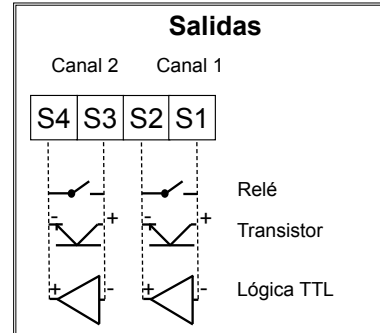 Salidas
Canal 2 Canal 1
S4 S3 S2 S1
Relé
- + - +
Transistor
+ - + -
Lógica TTL